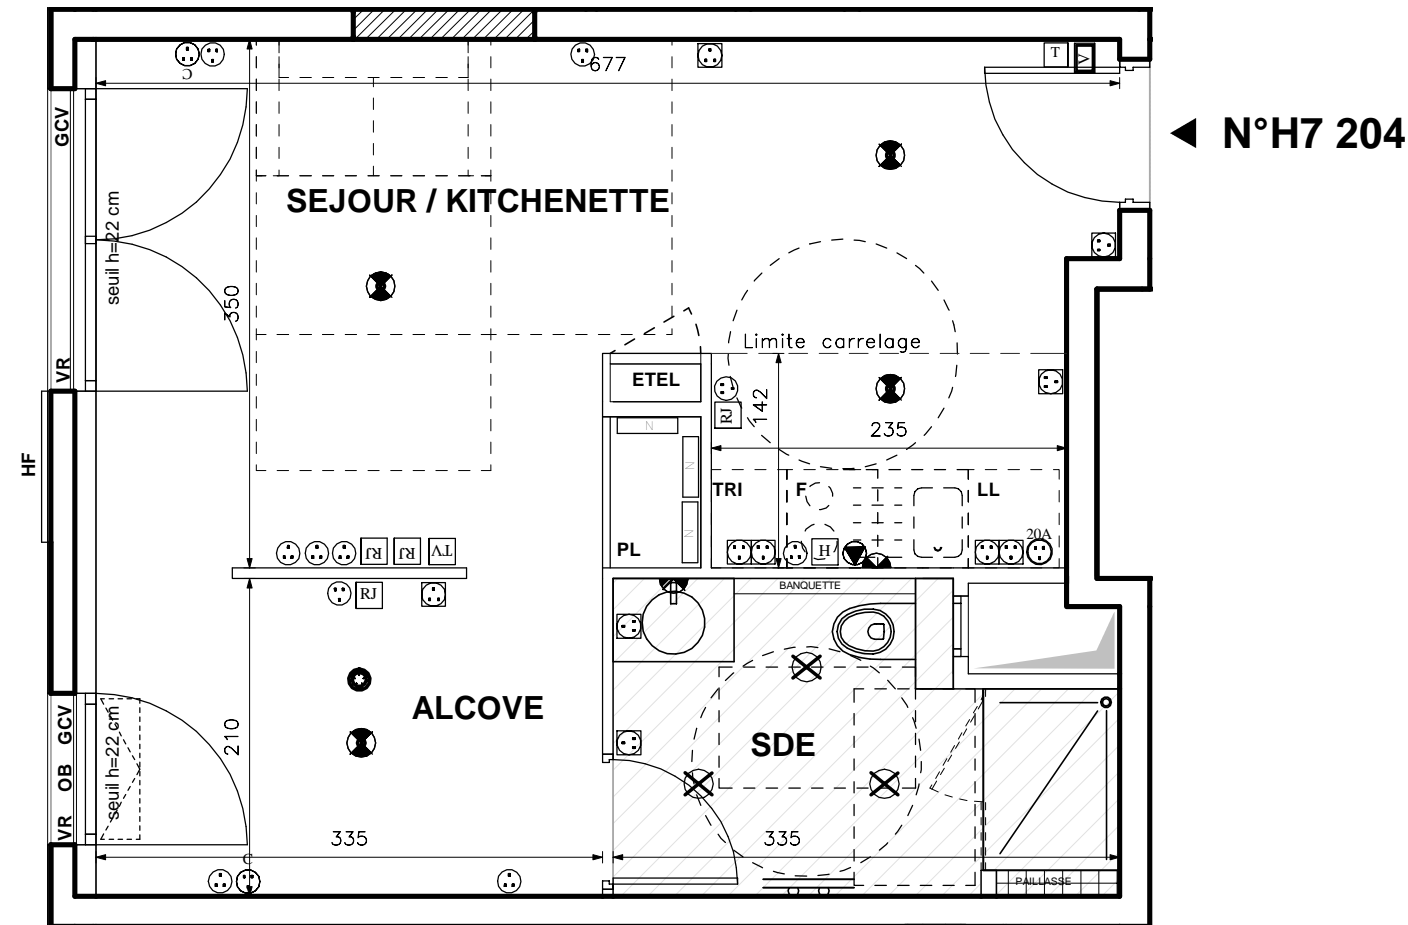 T
V
C
677
N°H7 204
GCV
SEJOUR / KITCHENETTE
seuil h=22 cm
350
VR
Limite carrelage
ETEL
142
RJ
235
HF
TRI
F
LL
PL
20A
RJ
RJ
TV
H
RJ
BANQUETTE
N
N
N
ALCOVE
SDE
GCV
OB
VR
seuil h=22 cm
210
335
335
C
PAILLASSE